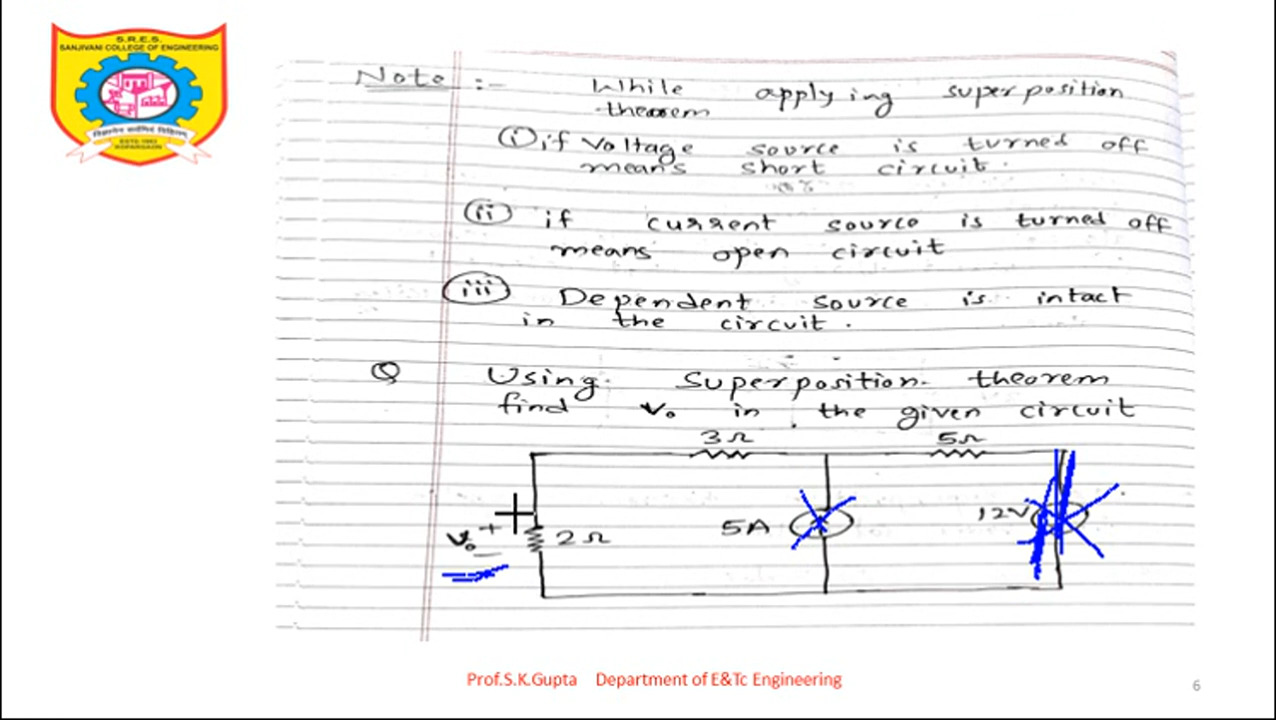 S.R.E.S.
SANJIVANI COLLEGE OF ENGINEERING
ESTD 1983
KOPARGAON
Note :- While applying superposition
theorem
(i) if Voltage source is turned off
means short circuit.
(ii) if current source is turned off
means open circuit
(iii) Dependent source is intact
in the circuit.
Q Using superposition theorem
find V₀ in the given circuit
3Ω 5Ω
V₀ + − 2Ω 5A 12V
Prof.S.K.Gupta Department of E&Tc Engineering
6